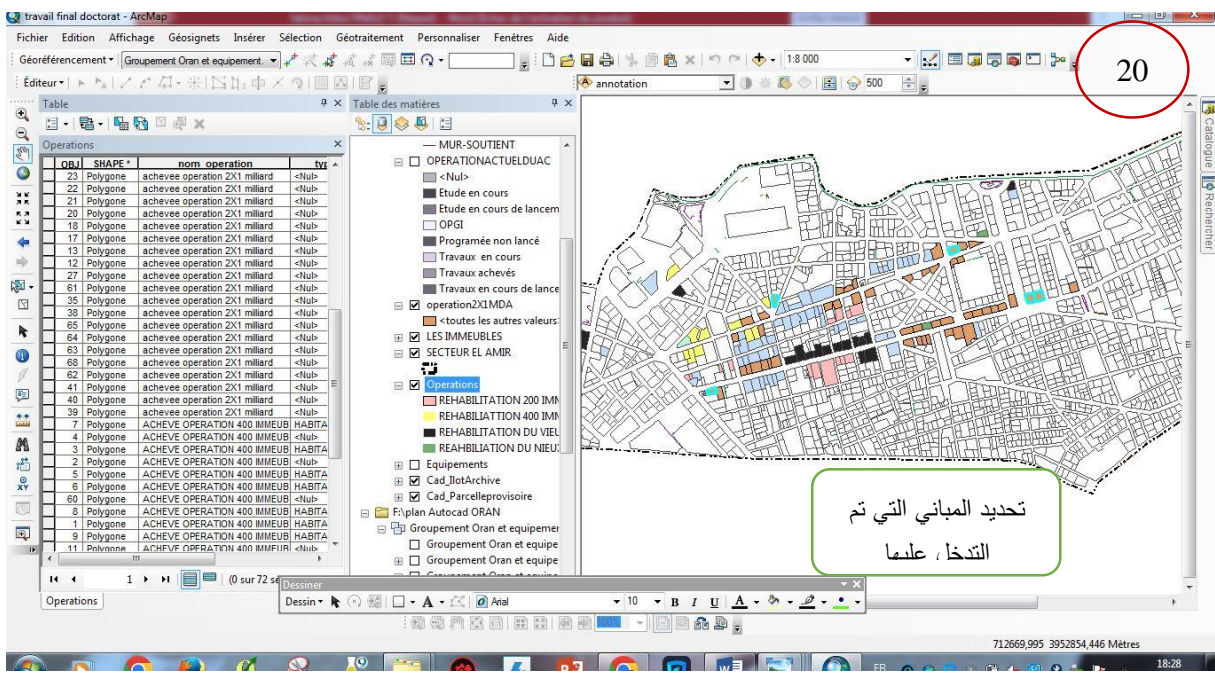 travail final doctorat - ArcMap
Fichier Edition Affichage Géosignets Insérer Sélection Géotraitement Personnaliser Fenêtres Aide
Géoréférencement Groupement Oran et equipement. 1:8 000
Éditeur annotation 500
20
Table
Operations
OBJ SHAPE * nom_operation typ
23 Polygone achevee operation 2X1 milliard <Nul>
22 Polygone achevee operation 2X1 milliard <Nul>
21 Polygone achevee operation 2X1 milliard <Nul>
20 Polygone achevee operation 2X1 milliard <Nul>
18 Polygone achevee operation 2X1 milliard <Nul>
17 Polygone achevee operation 2X1 milliard <Nul>
13 Polygone achevee operation 2X1 milliard <Nul>
12 Polygone achevee operation 2X1 milliard <Nul>
27 Polygone achevee operation 2X1 milliard <Nul>
61 Polygone achevee operation 2X1 milliard <Nul>
35 Polygone achevee operation 2X1 milliard <Nul>
38 Polygone achevee operation 2X1 milliard <Nul>
65 Polygone achevee operation 2X1 milliard <Nul>
64 Polygone achevee operation 2X1 milliard <Nul>
63 Polygone achevee operation 2X1 milliard <Nul>
68 Polygone achevee operation 2X1 milliard <Nul>
62 Polygone achevee operation 2X1 milliard <Nul>
41 Polygone achevee operation 2X1 milliard <Nul>
40 Polygone achevee operation 2X1 milliard <Nul>
39 Polygone achevee operation 2X1 milliard <Nul>
7 Polygone ACHEVE OPERATION 400 IMMEUB HABITA
4 Polygone ACHEVE OPERATION 400 IMMEUB <Nul>
3 Polygone ACHEVE OPERATION 400 IMMEUB HABITA
2 Polygone ACHEVE OPERATION 400 IMMEUB <Nul>
5 Polygone ACHEVE OPERATION 400 IMMEUB HABITA
6 Polygone ACHEVE OPERATION 400 IMMEUB HABITA
60 Polygone ACHEVE OPERATION 400 IMMEUB <Nul>
8 Polygone ACHEVE OPERATION 400 IMMEUB HABITA
1 Polygone ACHEVE OPERATION 400 IMMEUB HABITA
9 Polygone ACHEVE OPERATION 400 IMMEUB HABITA
11 Polygone ACHEVE OPERATION 400 IMMEUB <Nul>
1 (0 sur 72 sé
Operations
Table des matières
MUR-SOUTIENT
OPERATIONACTUELDUAC
<Nul>
Etude en cours
Etude en cours de lancem
OPGI
Programée non lancé
Travaux en cours
Travaux achevés
Travaux en cours de lance
operation2X1MDA
<toutes les autres valeurs>
LES IMMEUBLES
SECTEUR EL AMIR
Operations
REHABILITATION 200 IMM
REHABILIATTION 400 IMM
REHABILITATION DU VIEU
REAHBILIATION DU NIEUX
Equipements
Cad_IlotArchive
Cad_Parcelleprovisoire
F:\plan Autocad ORAN
Groupement Oran et equipemen
Groupement Oran et equipe
Groupement Oran et equipe
Catalogue
Rechercher
تحديد المباني التي تم
التدخل عليها
Dessiner
Dessin A Arial 10 B I U A
100%
712669,995 3952854,446 Mètres
FR 18:28